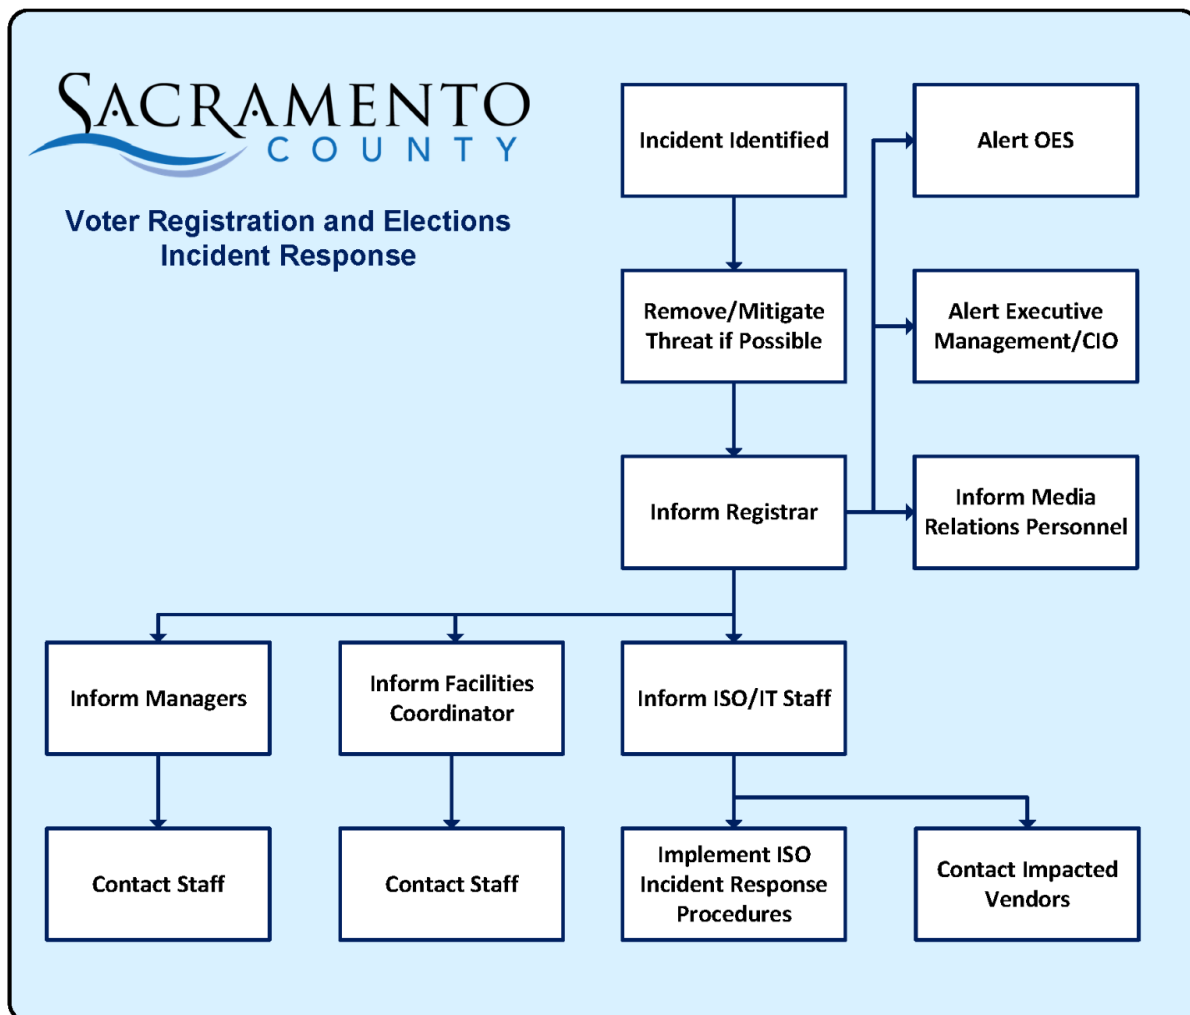 SACRAMENTO
COUNTY
Voter Registration and Elections
Incident Response
Incident Identified
Alert OES
Remove/Mitigate
Threat if Possible
Alert Executive
Management/CIO
Inform Registrar
Inform Media
Relations Personnel
Inform Managers
Inform Facilities
Coordinator
Inform ISO/IT Staff
Contact Staff
Contact Staff
Implement ISO
Incident Response
Procedures
Contact Impacted
Vendors